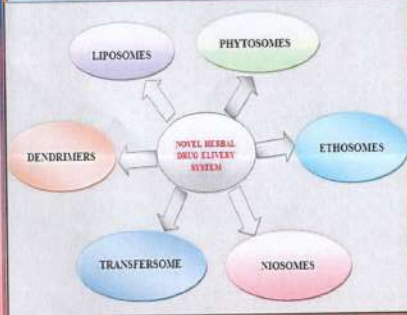 LIPOSOMES
PHYTOSOMES
DENDRIMERS
NOVEL HERBAL
DRUG ELIVERY
SYSTEM
ETHOSOMES
TRANSFERSOME
NIOSOMES